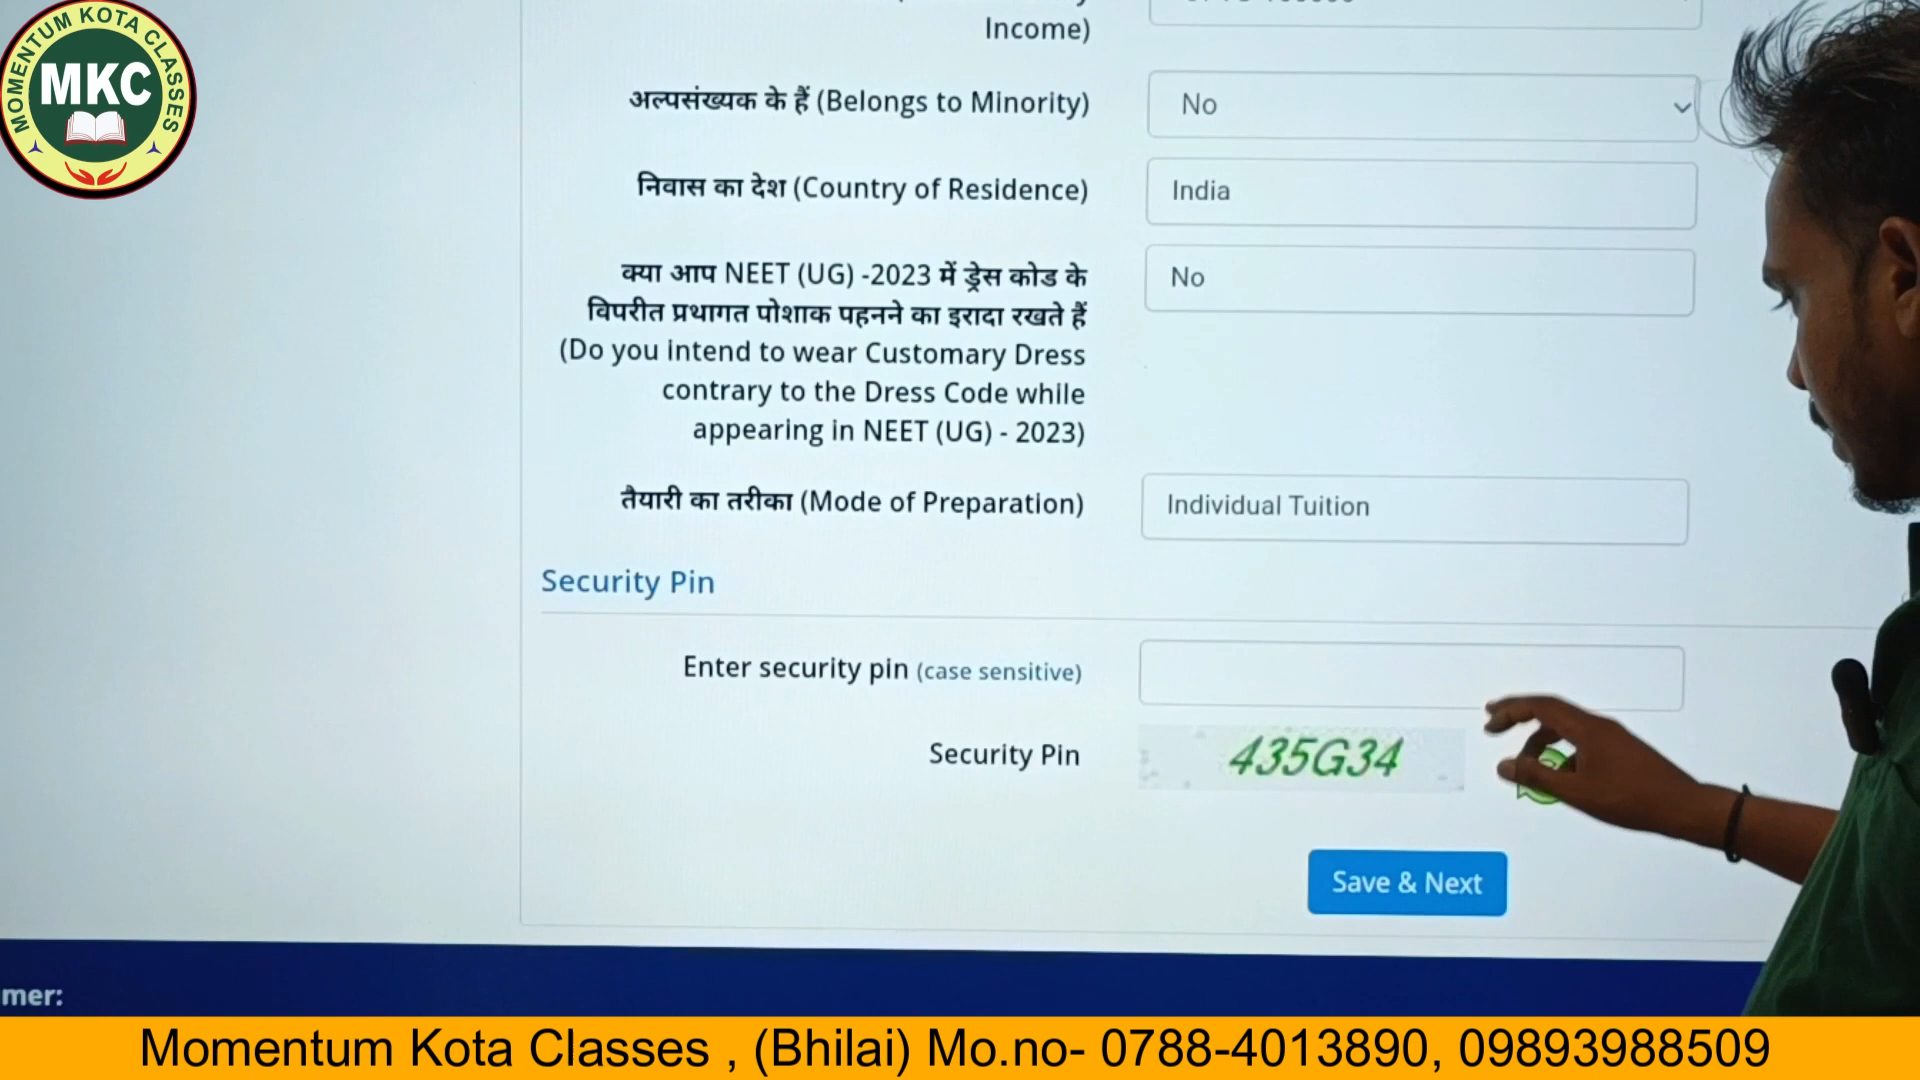 MOMENTUM KOTA CLASSES
MKC
Income)
अल्पसंख्यक के हैं (Belongs to Minority)
No
निवास का देश (Country of Residence)
India
क्या आप NEET (UG) -2023 में ड्रेस कोड के
विपरीत प्रथागत पोशाक पहनने का इरादा रखते हैं
(Do you intend to wear Customary Dress
contrary to the Dress Code while
appearing in NEET (UG) - 2023)
No
तैयारी का तरीका (Mode of Preparation)
Individual Tuition
Security Pin
Enter security pin (case sensitive)
Security Pin
435G34
Save & Next
mer:
Momentum Kota Classes , (Bhilai) Mo.no- 0788-4013890, 09893988509